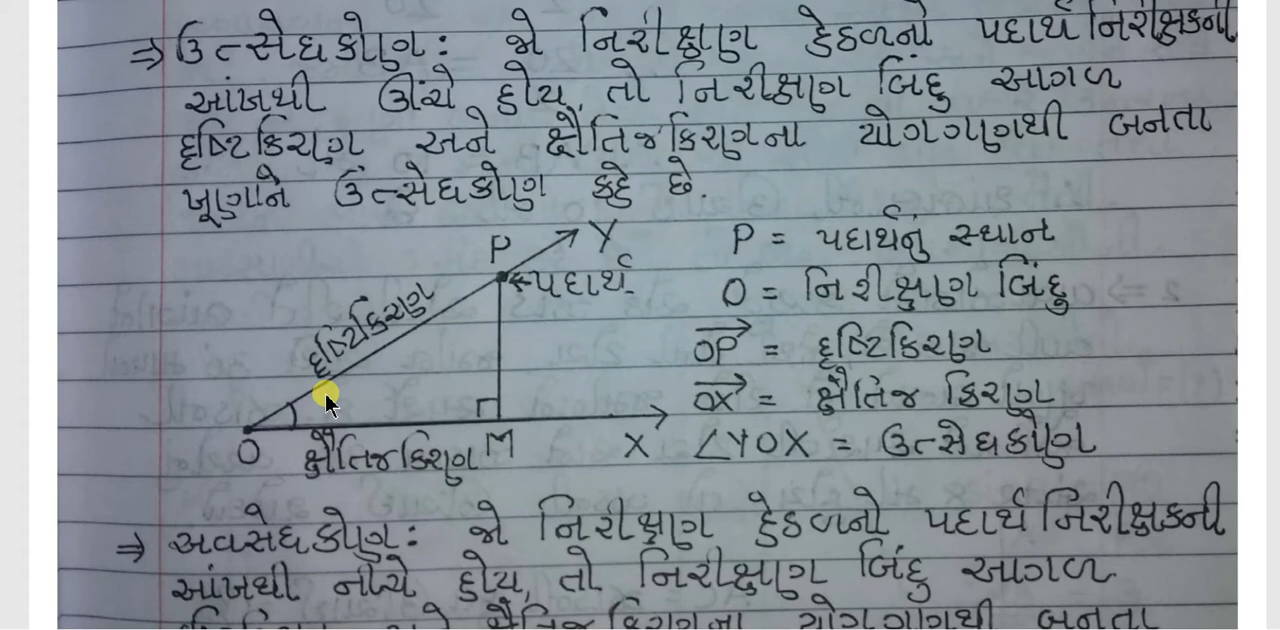 ⇒ ઉત્સેધકોણ: જો નિરીક્ષણ હેઠળનો પદાર્થ નિરીક્ષકની
આંખથી ઊંચે હોય, તો નિરીક્ષણ બિંદુ આગળ
દૃષ્ટિકિરણ અને ક્ષૈતિજકિરણના યોગગણથી બનતા
ખૂણાને ઉત્સેધકોણ કહે છે.
P Y
←પદાર્થ
દૃષ્ટિકિરણ
O ક્ષૈતિજકિરણ M X
P = પદાર્થનું સ્થાન
O = નિરીક્ષણ બિંદુ
OP = દૃષ્ટિકિરણ
OX = ક્ષૈતિજ કિરણ
∠YOX = ઉત્સેધકોણ
⇒ અવસેધકોણ: જો નિરીક્ષણ હેઠળનો પદાર્થ નિરીક્ષકની
આંખથી નીચે હોય, તો નિરીક્ષણ બિંદુ આગળ